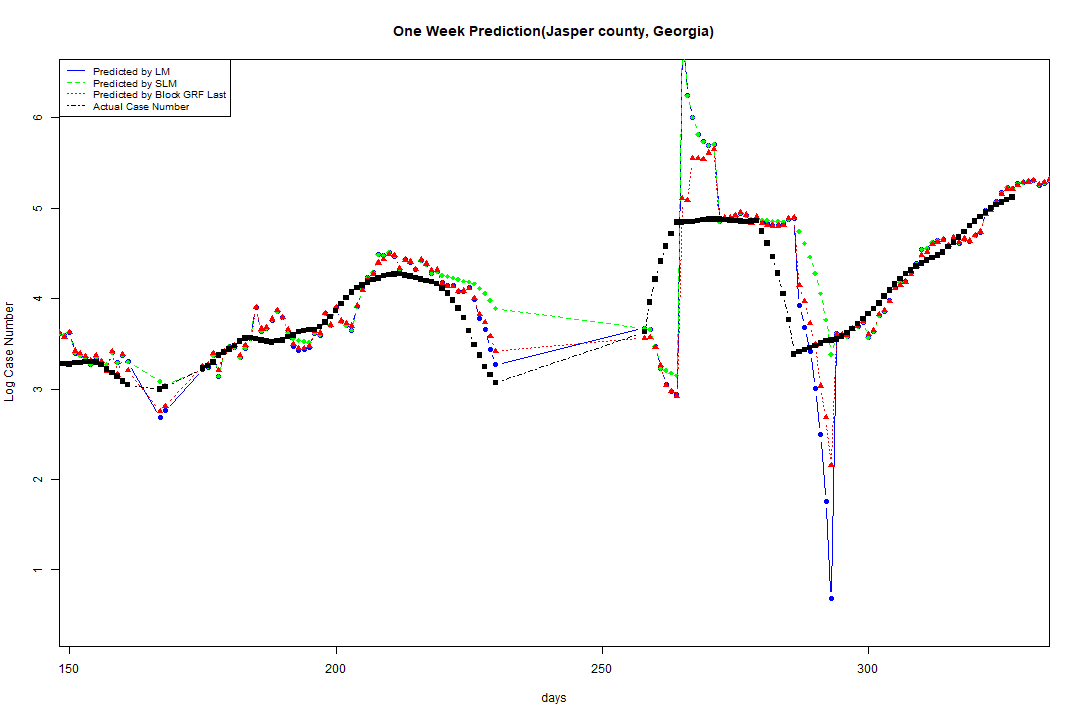 One Week Prediction(Jasper county, Georgia)
Predicted by LM
Predicted by SLM
Predicted by Block GRF Last
Actual Case Number
Log Case Number
6
5
4
3
2
1
150 200 250 300
days